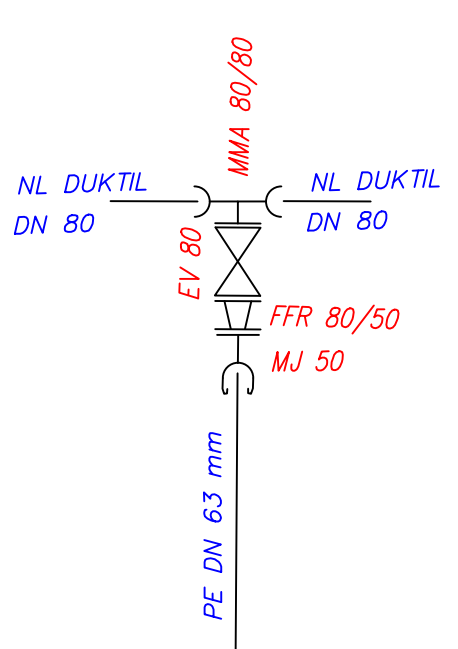 MMA 80/80
NL DUKTIL
DN 80
NL DUKTIL
DN 80
EV 80
FFR 80/50
MJ 50
PE DN 63 mm